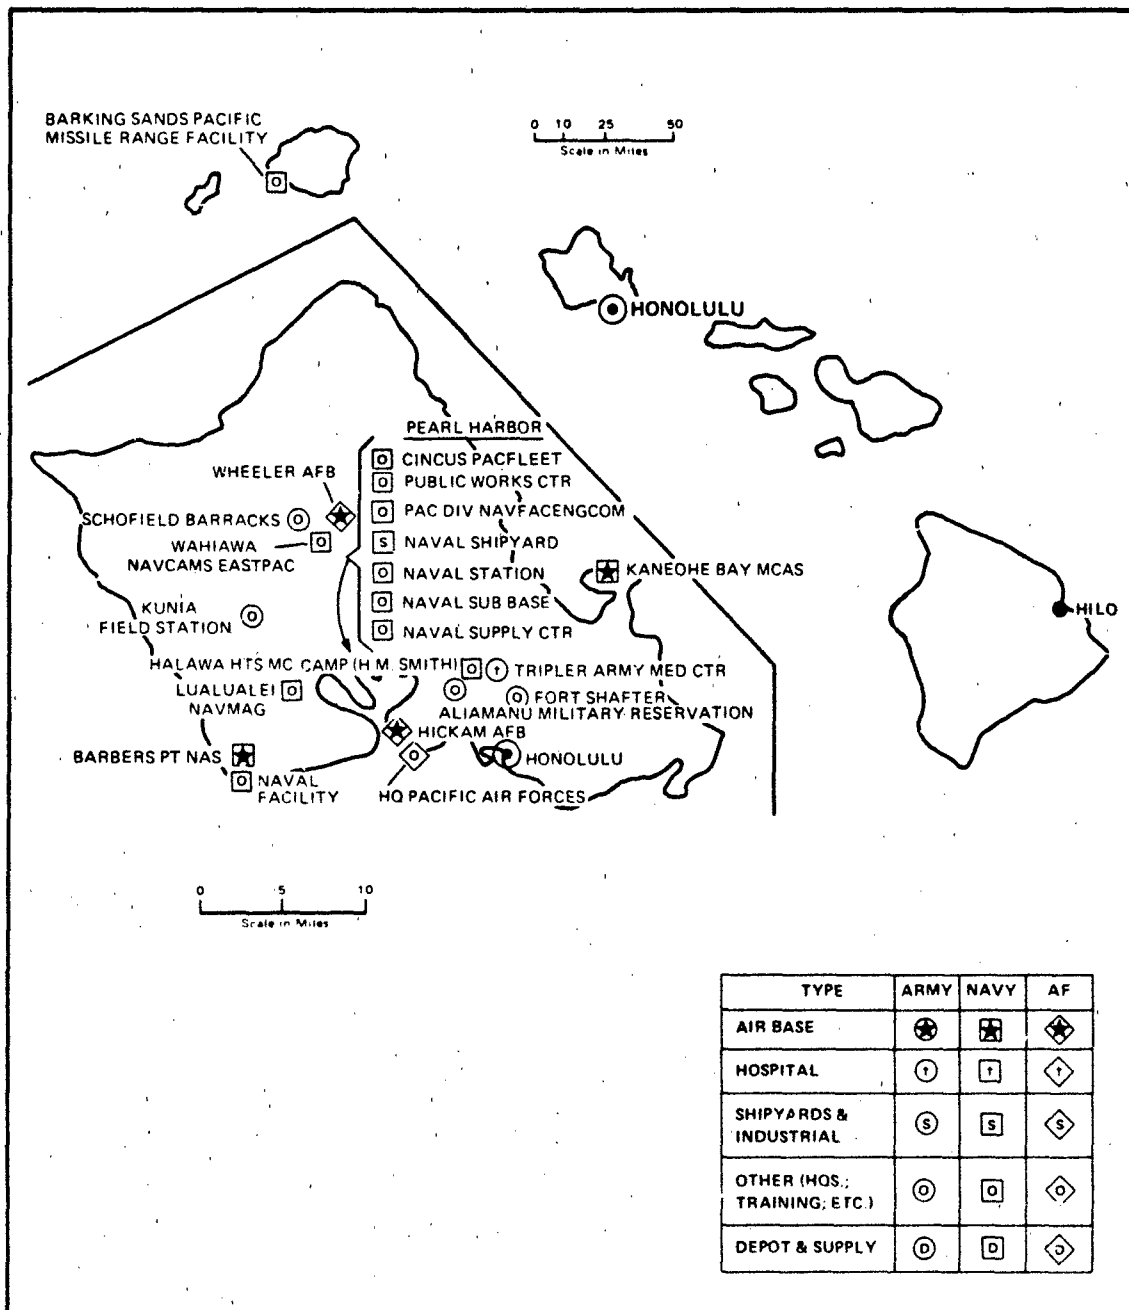 BARKING SANDS PACIFIC
MISSILE RANGE FACILITY
O
0 10 25 50
Scale in Miles
HONOLULU
PEARL HARBOR
O CINCUS PACFLEET
O PUBLIC WORKS CTR
O PAC DIV NAVFACENGCOM
S NAVAL SHIPYARD
O NAVAL STATION
O NAVAL SUB BASE
O NAVAL SUPPLY CTR
WHEELER AFB
SCHOFIELD BARRACKS O
WAHIAWA O
NAVCAMS EASTPAC
KUNIA
FIELD STATION O
KANEOHE BAY MCAS
HILO
HALAWA HTS MC CAMP (H.M. SMITH) O
† TRIPLER ARMY MED CTR
LUALUALEI O
NAVMAG
O O FORT SHAFTER
ALIAMANU MILITARY RESERVATION
HICKAM AFB
BARBERS PT NAS
O HONOLULU
O NAVAL
FACILITY
HQ PACIFIC AIR FORCES
0 5 10
Scale in Miles
TYPE ARMY NAVY AF
AIR BASE
HOSPITAL † † †
SHIPYARDS &
INDUSTRIAL S S S
OTHER (HQS.;
TRAINING; ETC.) O O O
DEPOT & SUPPLY D D D